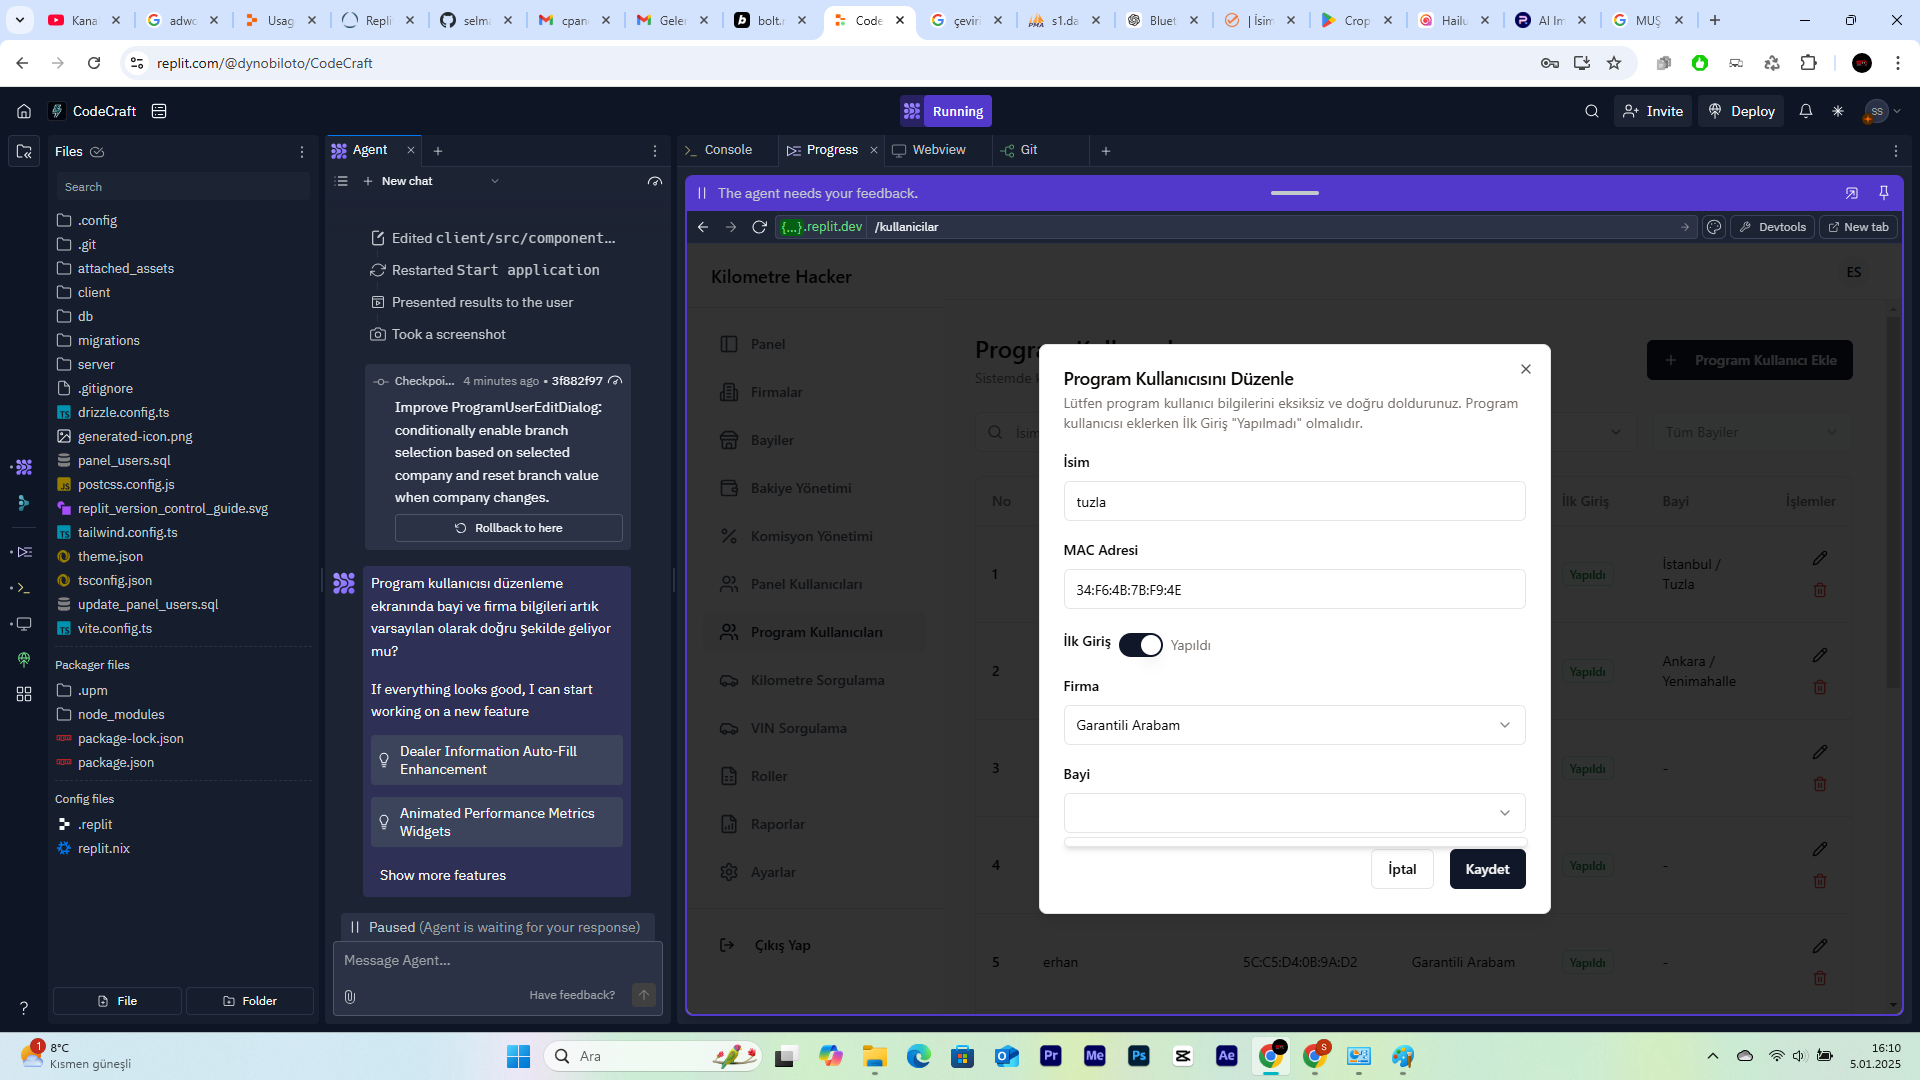 Kana
adwo
Usag
Repli
selma
cpan
Gelen
bolt.n
Code
çeviri
s1.da
Bluet
| İsim
Crop
Hailu
AI Im
MUŞ
replit.com/@dynobiloto/CodeCraft
CodeCraft
Running
Invite
Deploy
SS
Files
Search
.config
.git
attached_assets
client
db
migrations
server
.gitignore
drizzle.config.ts
generated-icon.png
panel_users.sql
postcss.config.js
replit_version_control_guide.svg
tailwind.config.ts
theme.json
tsconfig.json
update_panel_users.sql
vite.config.ts
Packager files
.upm
node_modules
package-lock.json
package.json
Config files
.replit
replit.nix
File
Folder
Agent
New chat
Edited client/src/component...
Restarted Start application
Presented results to the user
Took a screenshot
Checkpoi... 4 minutes ago • 3f882f97
Improve ProgramUserEditDialog:
conditionally enable branch
selection based on selected
company and reset branch value
when company changes.
Rollback to here
Program kullanıcısı düzenleme
ekranında bayi ve firma bilgileri artık
varsayılan olarak doğru şekilde geliyor
mu?
If everything looks good, I can start
working on a new feature
Dealer Information Auto-Fill
Enhancement
Animated Performance Metrics
Widgets
Show more features
Paused (Agent is waiting for your response)
Message Agent...
Have feedback?
Console
Progress
Webview
Git
The agent needs your feedback.
{...}.replit.dev
/kullanicilar
Devtools
New tab
Kilometre Hacker
ES
Panel
Firmalar
Bayiler
Bakiye Yönetimi
Komisyon Yönetimi
Panel Kullanıcıları
Program Kullanıcıları
Kilometre Sorgulama
VIN Sorgulama
Roller
Raporlar
Ayarlar
Çıkış Yap
Sistemde
Program Kullanıcı Ekle
İsim
Tüm Bayiler
No
İlk Giriş
Bayi
İşlemler
1
Yapıldı
İstanbul /
Tuzla
2
Yapıldı
Ankara /
Yenimahalle
3
Yapıldı
-
4
Yapıldı
-
5
erhan
5C:C5:D4:0B:9A:D2
Garantili Arabam
Yapıldı
-
Program Kullanıcısını Düzenle
Lütfen program kullanıcı bilgilerini eksiksiz ve doğru doldurunuz. Program
kullanıcısı eklerken İlk Giriş "Yapılmadı" olmalıdır.
İsim
tuzla
MAC Adresi
34:F6:4B:7B:F9:4E
İlk Giriş
Yapıldı
Firma
Garantili Arabam
Bayi
İptal
Kaydet
1
8°C
Kısmen güneşli
Ara
Pr
Me
Ps
Ae
S
16:10
5.01.2025